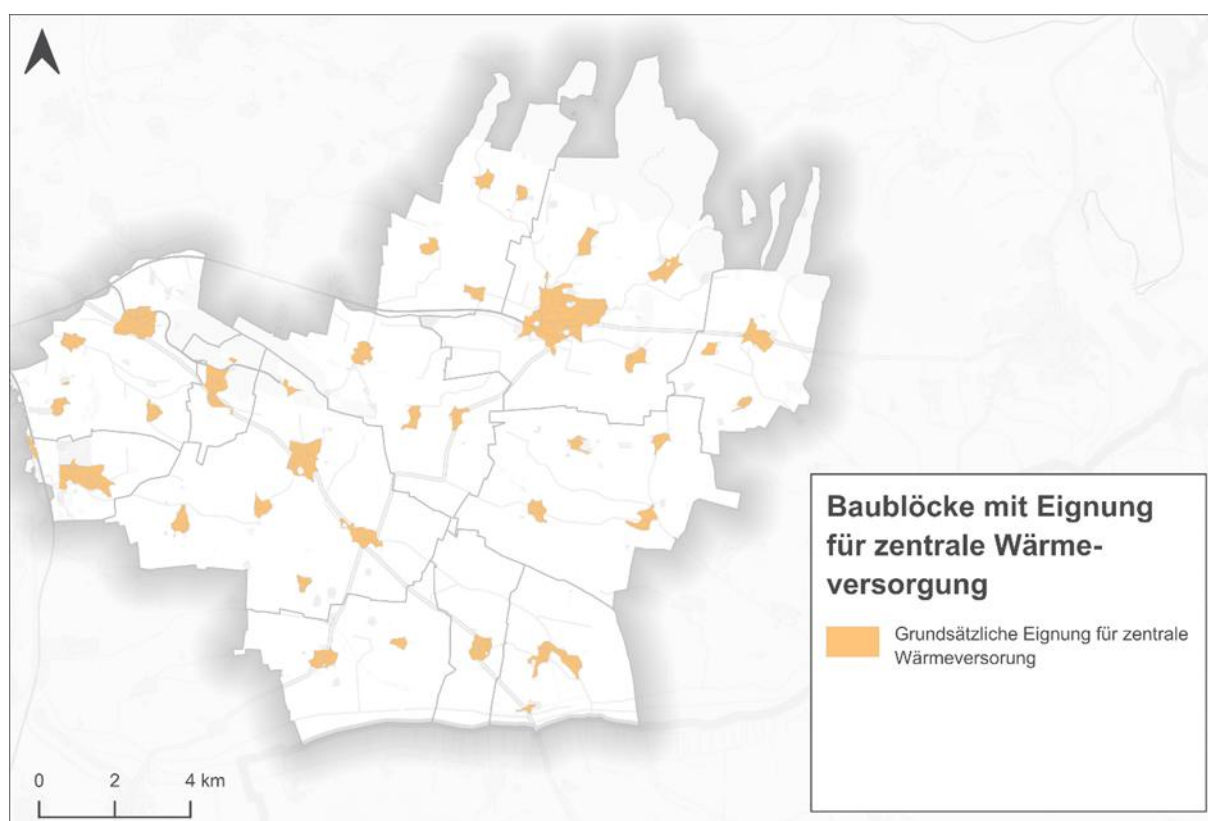 Baublöcke mit Eignung
für zentrale Wärme-
versorgung
Grundsätzliche Eignung für zentrale
Wärmeversorung
0 2 4 km